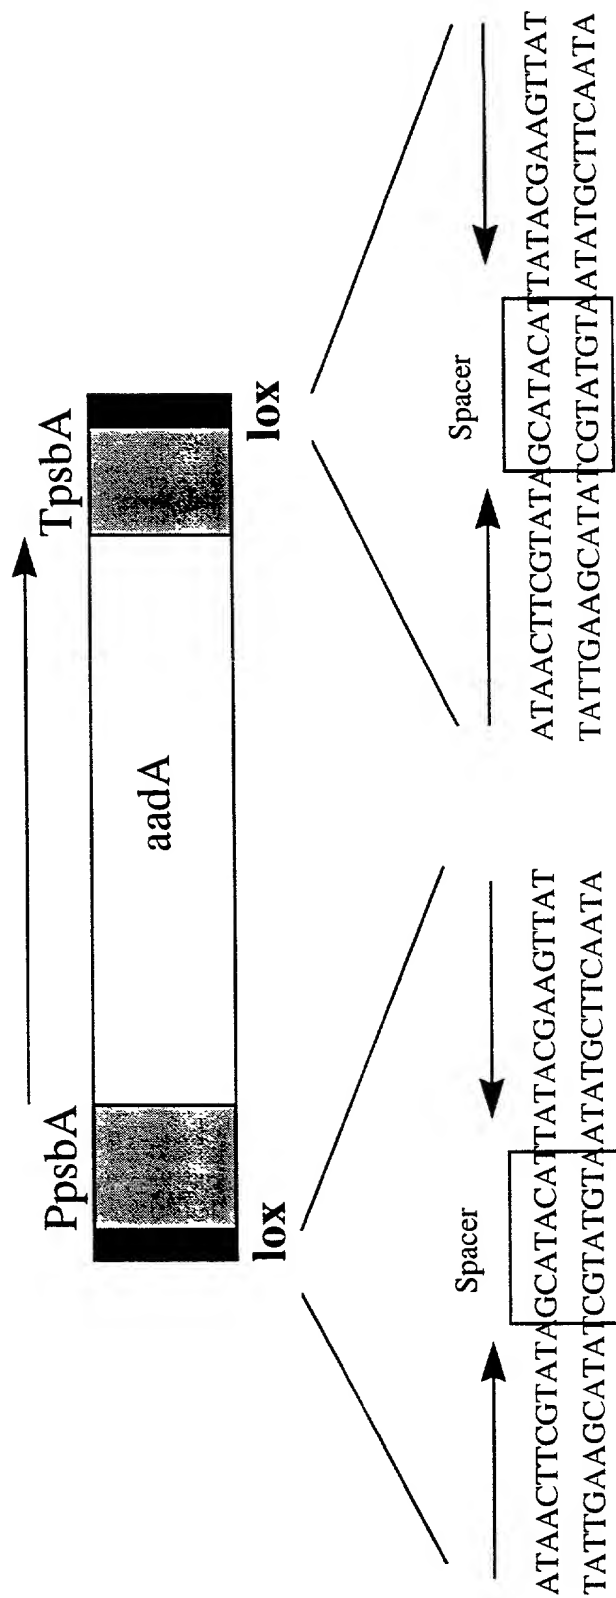 PpsbA
TpsbA
aadA
lox
lox
Spacer
ATAACTTCGTATAGCATACATTATACGAAGTTAT
TATTGAAGCATATCGTATGTAATATGCTTCAATA
Spacer
ATAACTTCGTATAGCATACATTATACGAAGTTAT
TATTGAAGCATATCGTATGTAATATGCTTCAATA